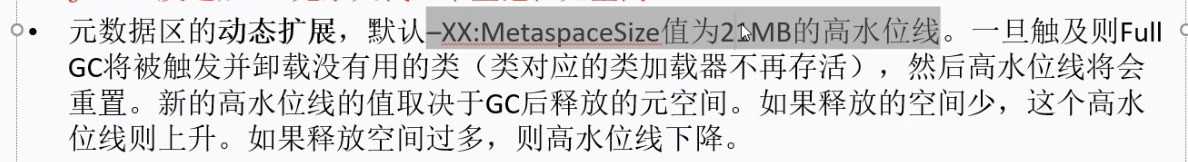 • 元数据区的动态扩展，默认–XX:MetaspaceSize值为21MB的高水位线。一旦触及则Full
GC将被触发并卸载没有用的类（类对应的类加载器不再存活），然后高水位线将会
重置。新的高水位线的值取决于GC后释放的元空间。如果释放的空间少，这个高水
位线则上升。如果释放空间过多，则高水位线下降。